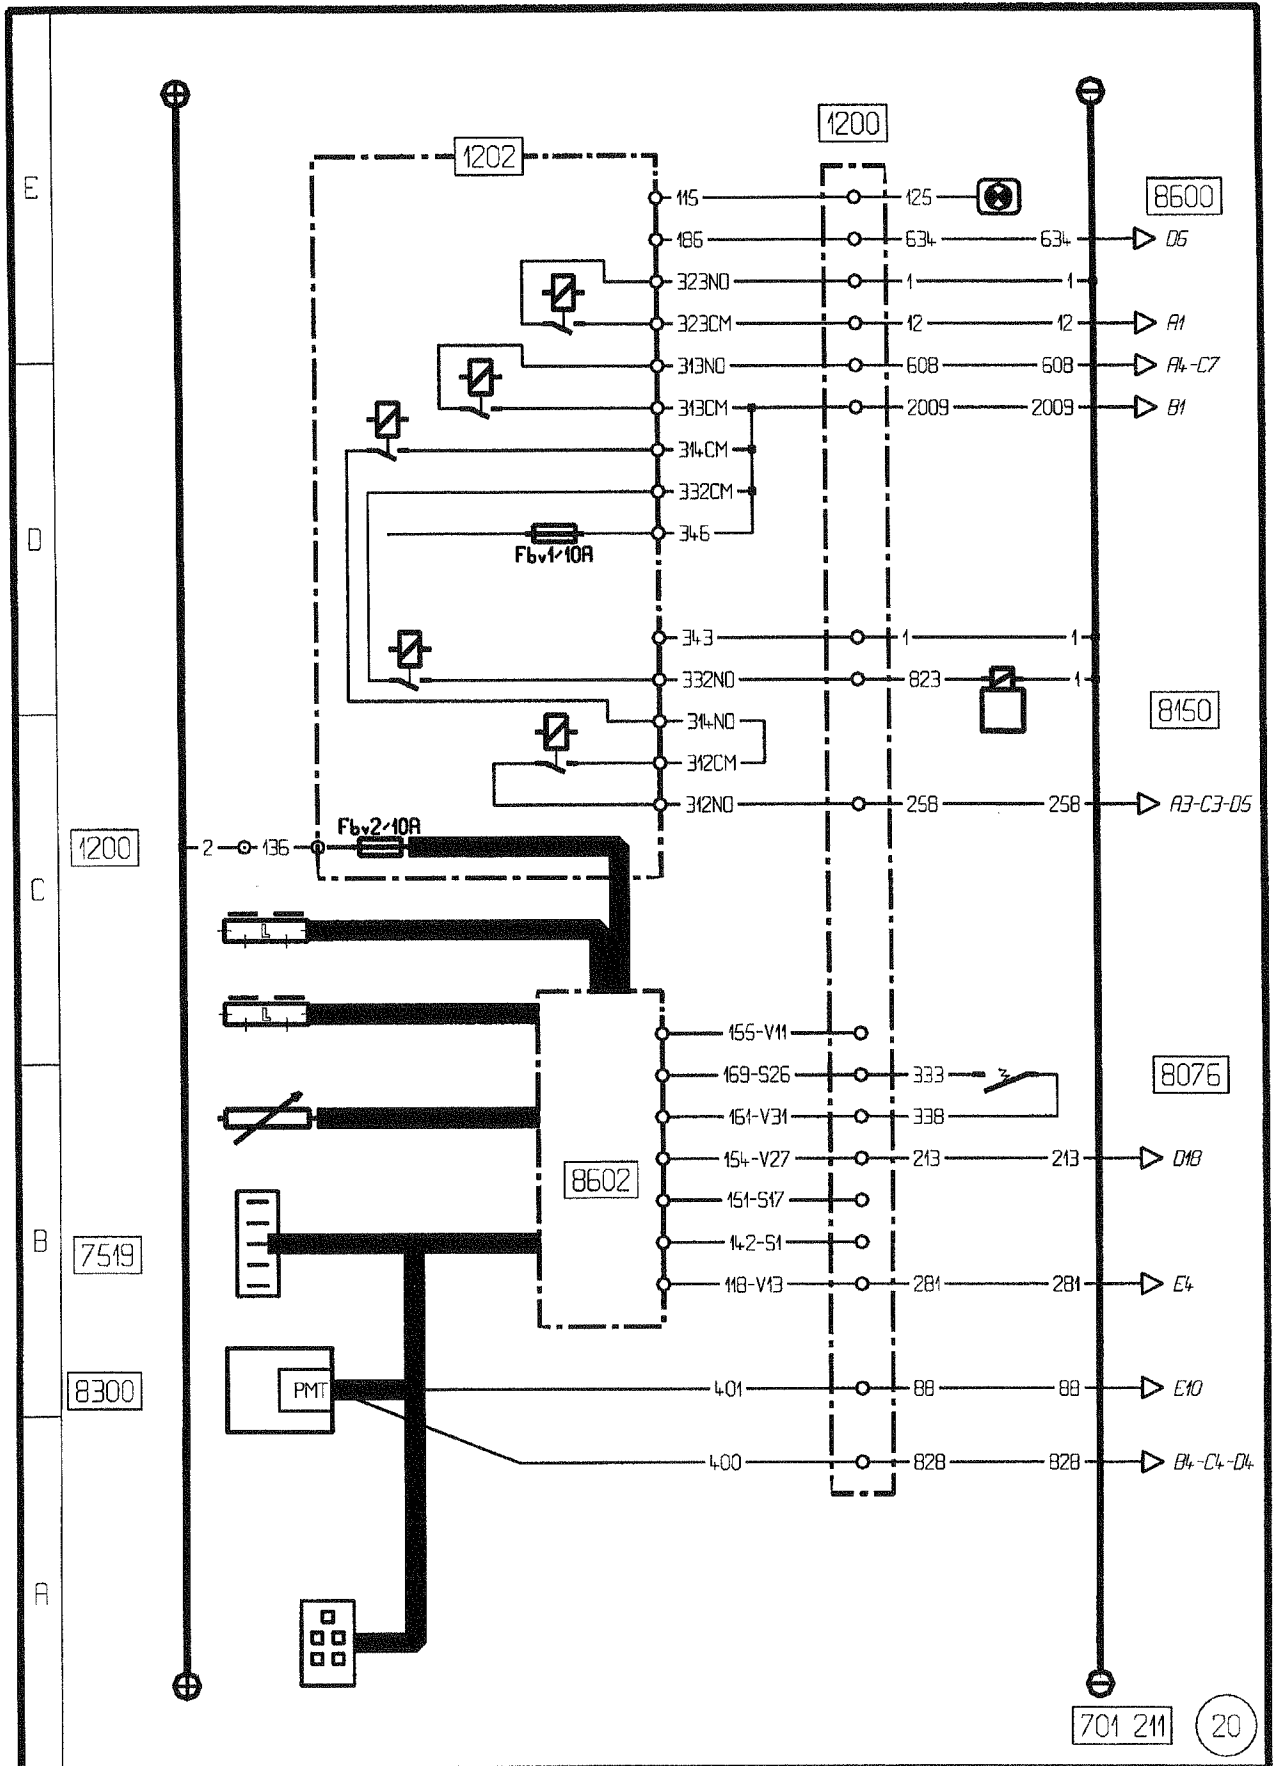 1200
1202
E
115 125 8600
186 634 634 D6
323NO 1 1
323CM 12 12 A1
313NO 608 608 A4-C7
313CM 2009 2009 B1
314CM
332CM
D
346
Fbv1/10A
343 1 1
332NO 823 1
314NO 8150
312CM
312NO 258 258 A3-C3-D5
Fbv2/10A
1200 2 136
C
L
L
155-V11
169-S26 333 8076
161-V31 338
154-V27 213 213 D18
8602
151-S17
B 7519 142-S1
118-V13 281 281 E4
8300 PMT 401 88 88 E10
400 828 828 B4-C4-D4
A
701 211 20